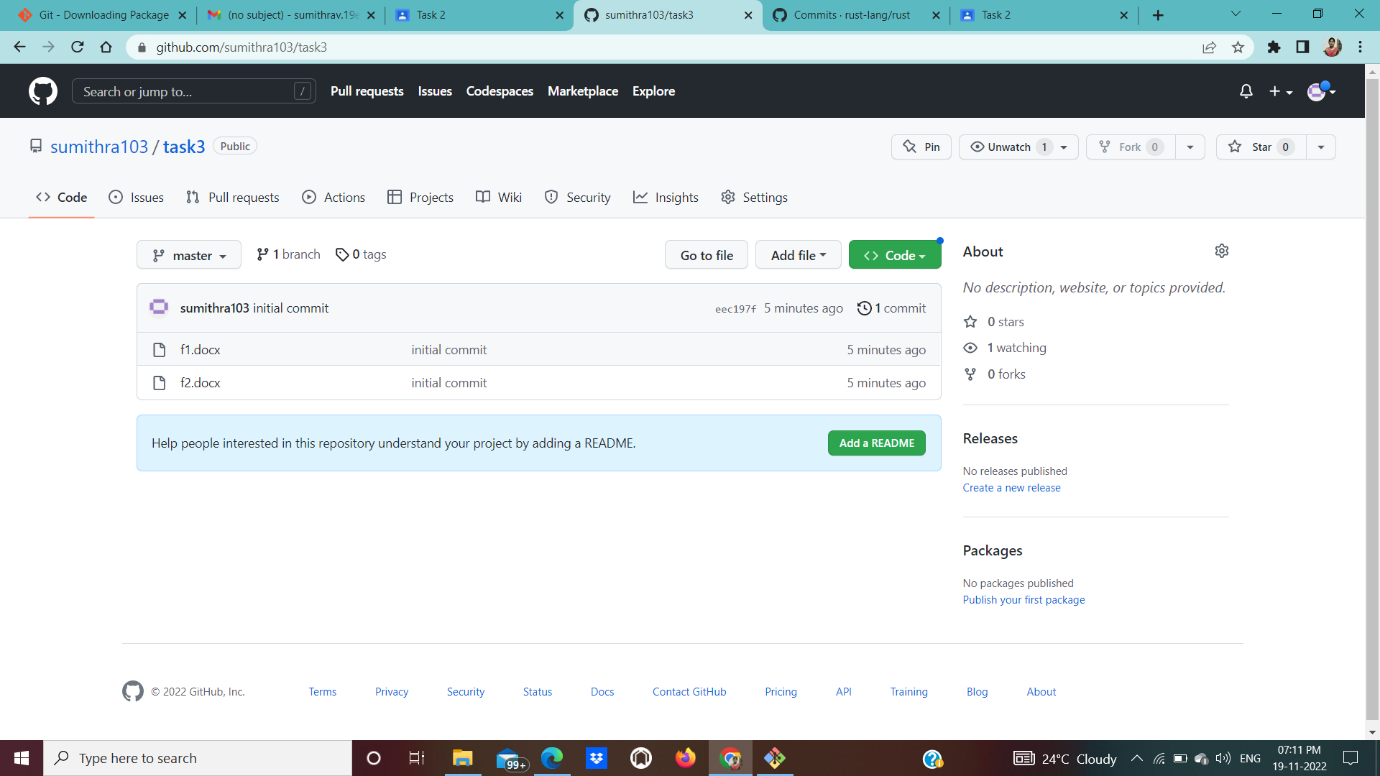 Git - Downloading Package
(no subject) - sumithrav.19e
Task 2
sumithra103/task3
Commits · rust-lang/rust
Task 2
github.com/sumithra103/task3
Search or jump to...
/
Pull requests
Issues
Codespaces
Marketplace
Explore
sumithra103 / task3
Public
Pin
Unwatch 1
Fork 0
Star 0
Code
Issues
Pull requests
Actions
Projects
Wiki
Security
Insights
Settings
master
1 branch
0 tags
Go to file
Add file
Code
sumithra103 initial commit
eec197f 5 minutes ago
1 commit
f1.docx
initial commit
5 minutes ago
f2.docx
initial commit
5 minutes ago
Help people interested in this repository understand your project by adding a README.
Add a README
About
No description, website, or topics provided.
0 stars
1 watching
0 forks
Releases
No releases published
Create a new release
Packages
No packages published
Publish your first package
© 2022 GitHub, Inc.
Terms
Privacy
Security
Status
Docs
Contact GitHub
Pricing
API
Training
Blog
About
Type here to search
99+
24°C Cloudy
ENG
07:11 PM
19-11-2022